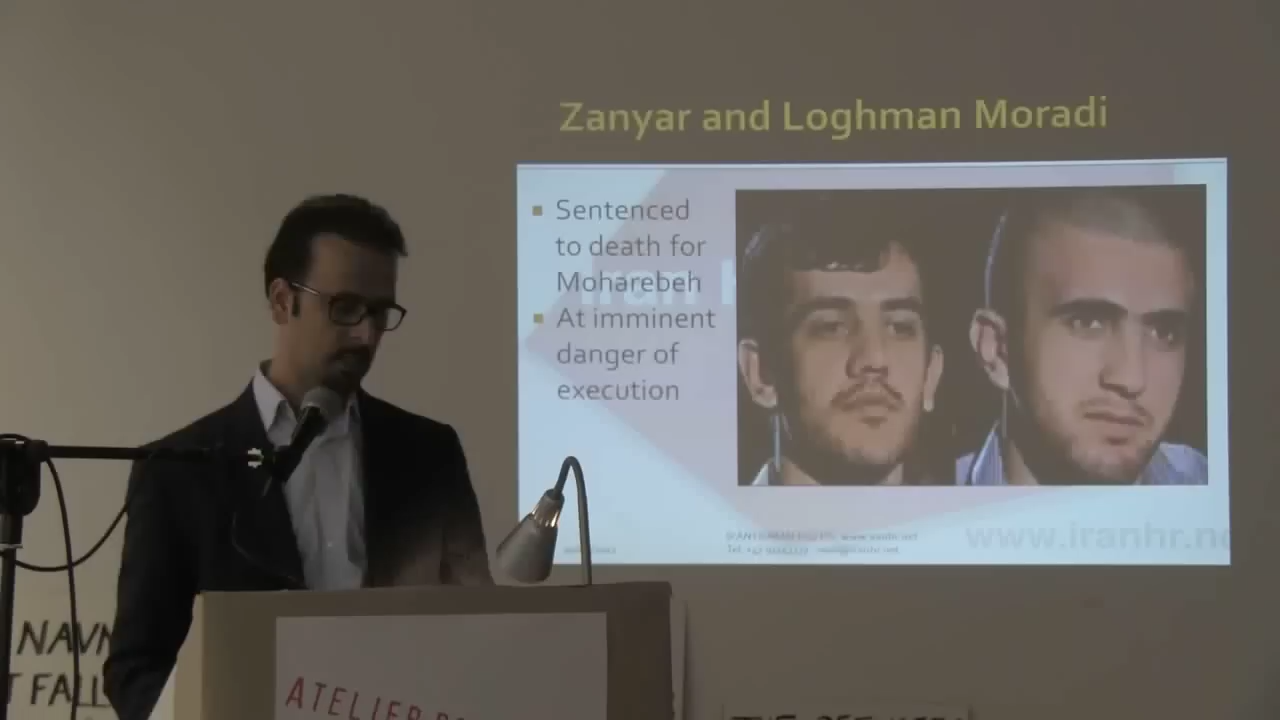 Zanyar and Loghman Moradi
Sentenced
to death for
Moharebeh
At imminent
danger of
execution
Iran H
www.iranhr.ne
NAVN
T FALL
ATELIER